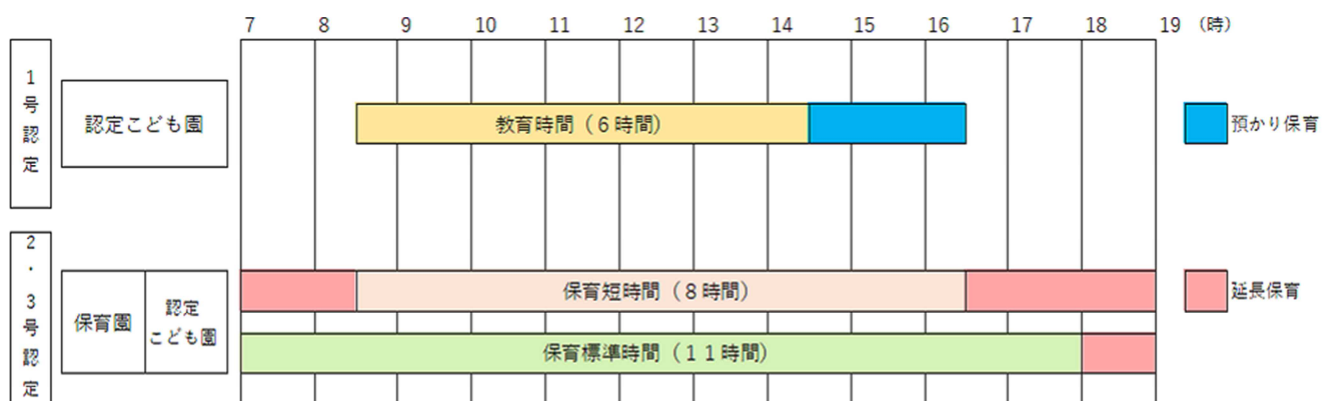 7 8 9 10 11 12 13 14 15 16 17 18 19 (時)
1号認定
認定こども園
教育時間（６時間）
預かり保育
2・3号認定
保育園
認定
こども園
保育短時間（８時間）
延長保育
保育標準時間（１１時間）